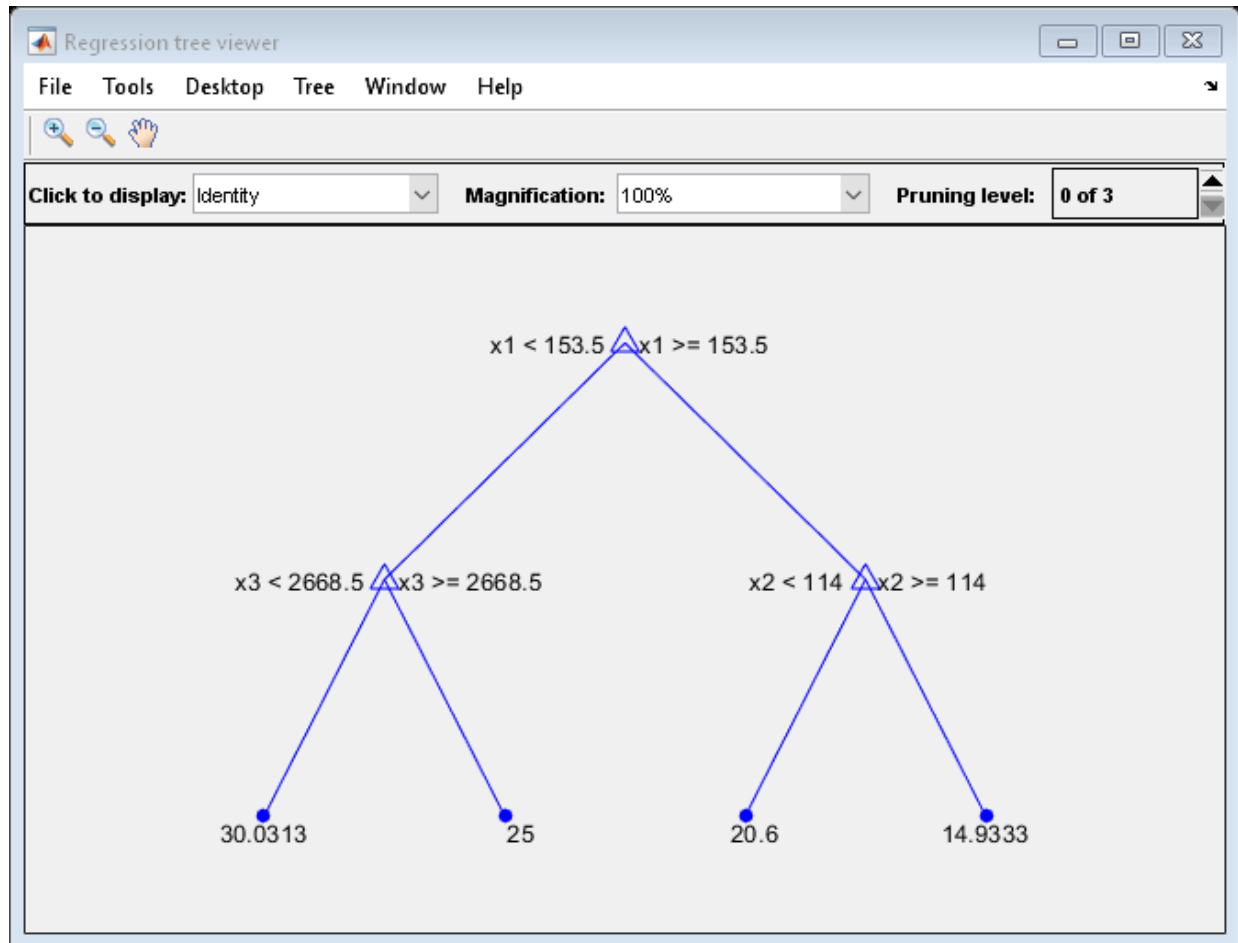 Regression tree viewer
File Tools Desktop Tree Window Help
Click to display: Identity Magnification: 100% Pruning level: 0 of 3
x1 < 153.5 x1 >= 153.5
x3 < 2668.5 x3 >= 2668.5 x2 < 114 x2 >= 114
30.0313 25 20.6 14.9333